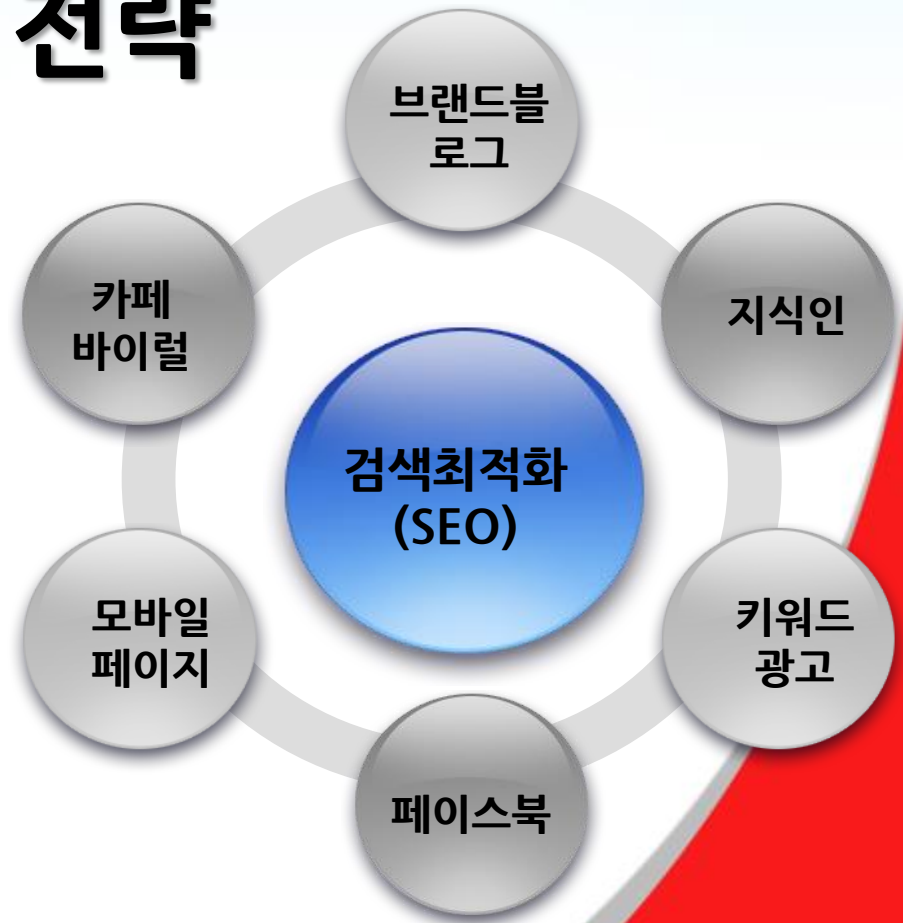 전략
브랜드블
로그
카페
바이럴
지식인
검색최적화
(SEO)
모바일
페이지
키워드
광고
페이스북